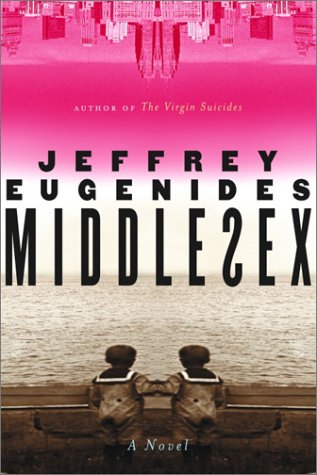 AUTHOR OF The Virgin Suicides
JEFFREY
EUGENIDES
MIDDLESEX
A Novel